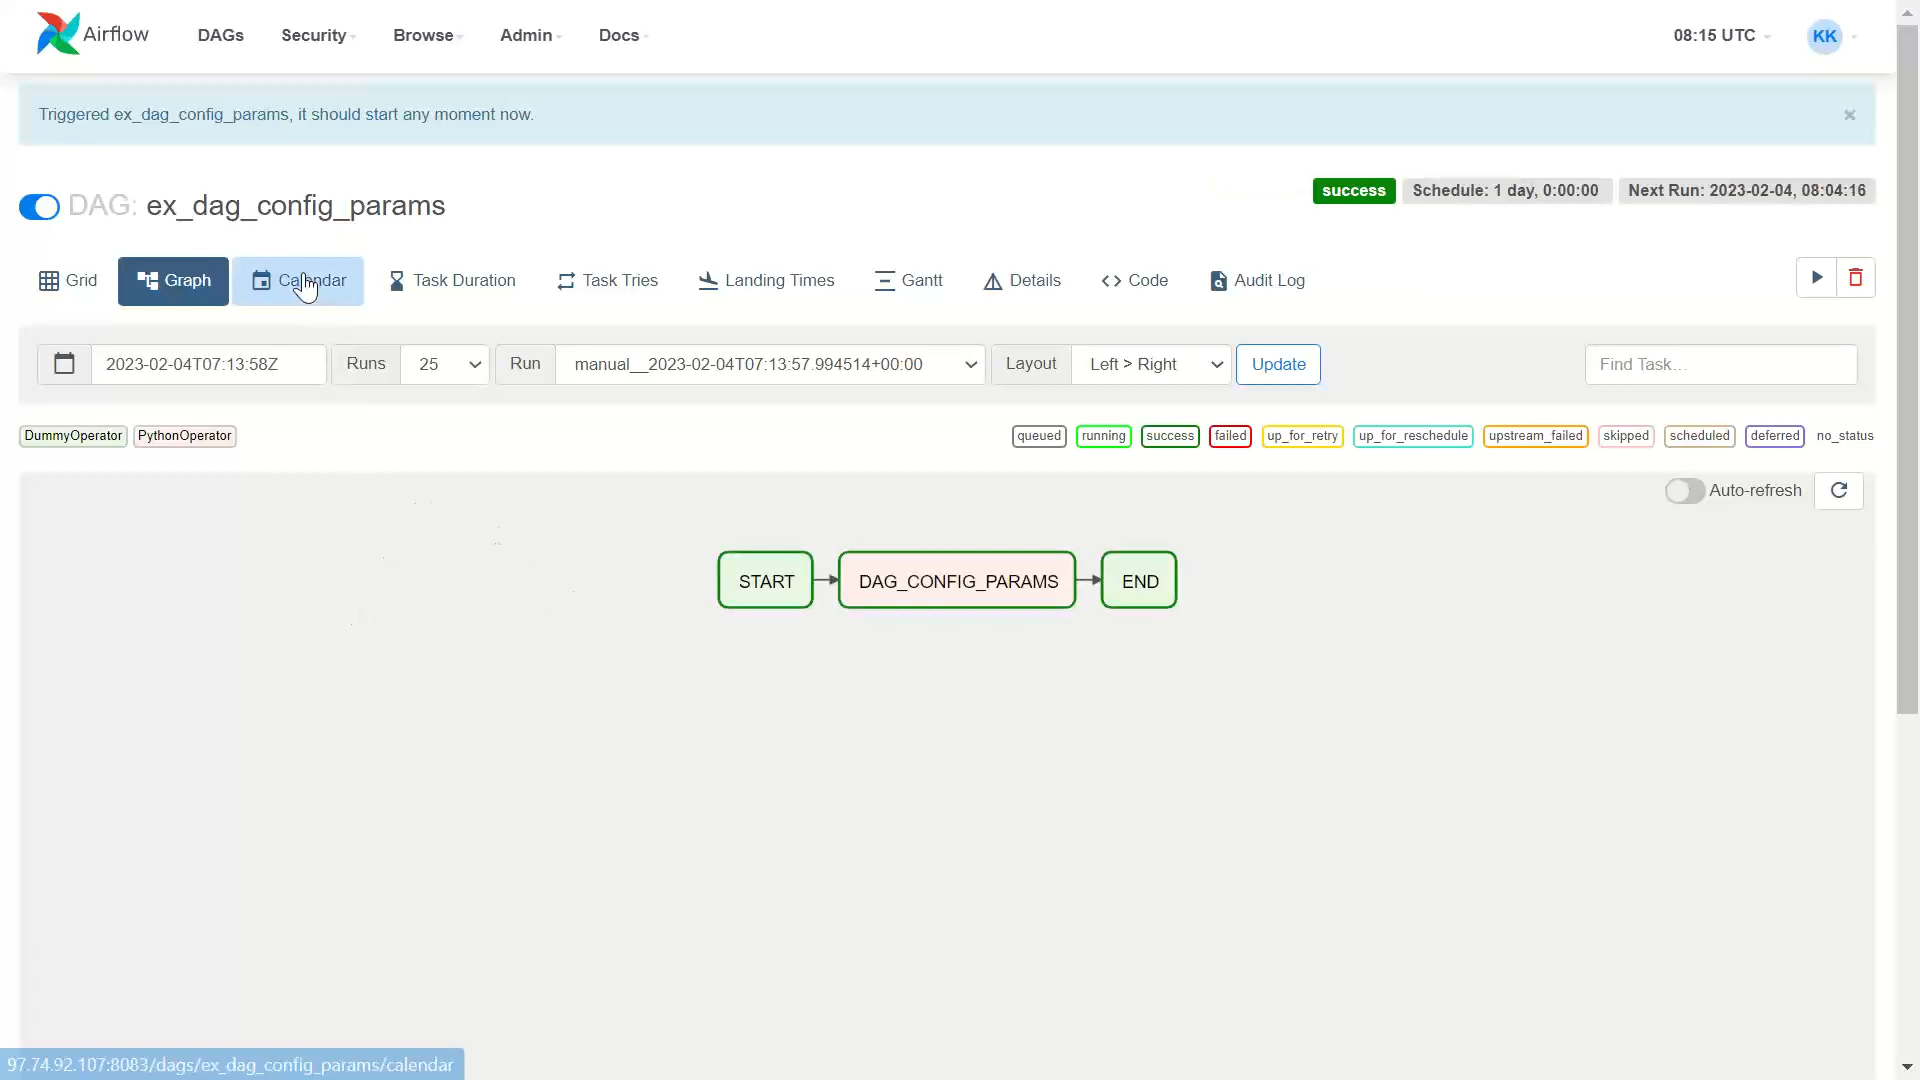 Airflow DAGs Security Browse Admin Docs 08:15 UTC KK
Triggered ex_dag_config_params, it should start any moment now. ×
DAG: ex_dag_config_params success Schedule: 1 day, 0:00:00 Next Run: 2023-02-04, 08:04:16
Grid Graph Calendar Task Duration Task Tries Landing Times Gantt Details Code Audit Log
2023-02-04T07:13:58Z Runs 25 Run manual__2023-02-04T07:13:57.994514+00:00 Layout Left > Right Update Find Task...
DummyOperator PythonOperator queued running success failed up_for_retry up_for_reschedule upstream_failed skipped scheduled deferred no_status
Auto-refresh
START DAG_CONFIG_PARAMS END
97.74.92.107:8083/dags/ex_dag_config_params/calendar